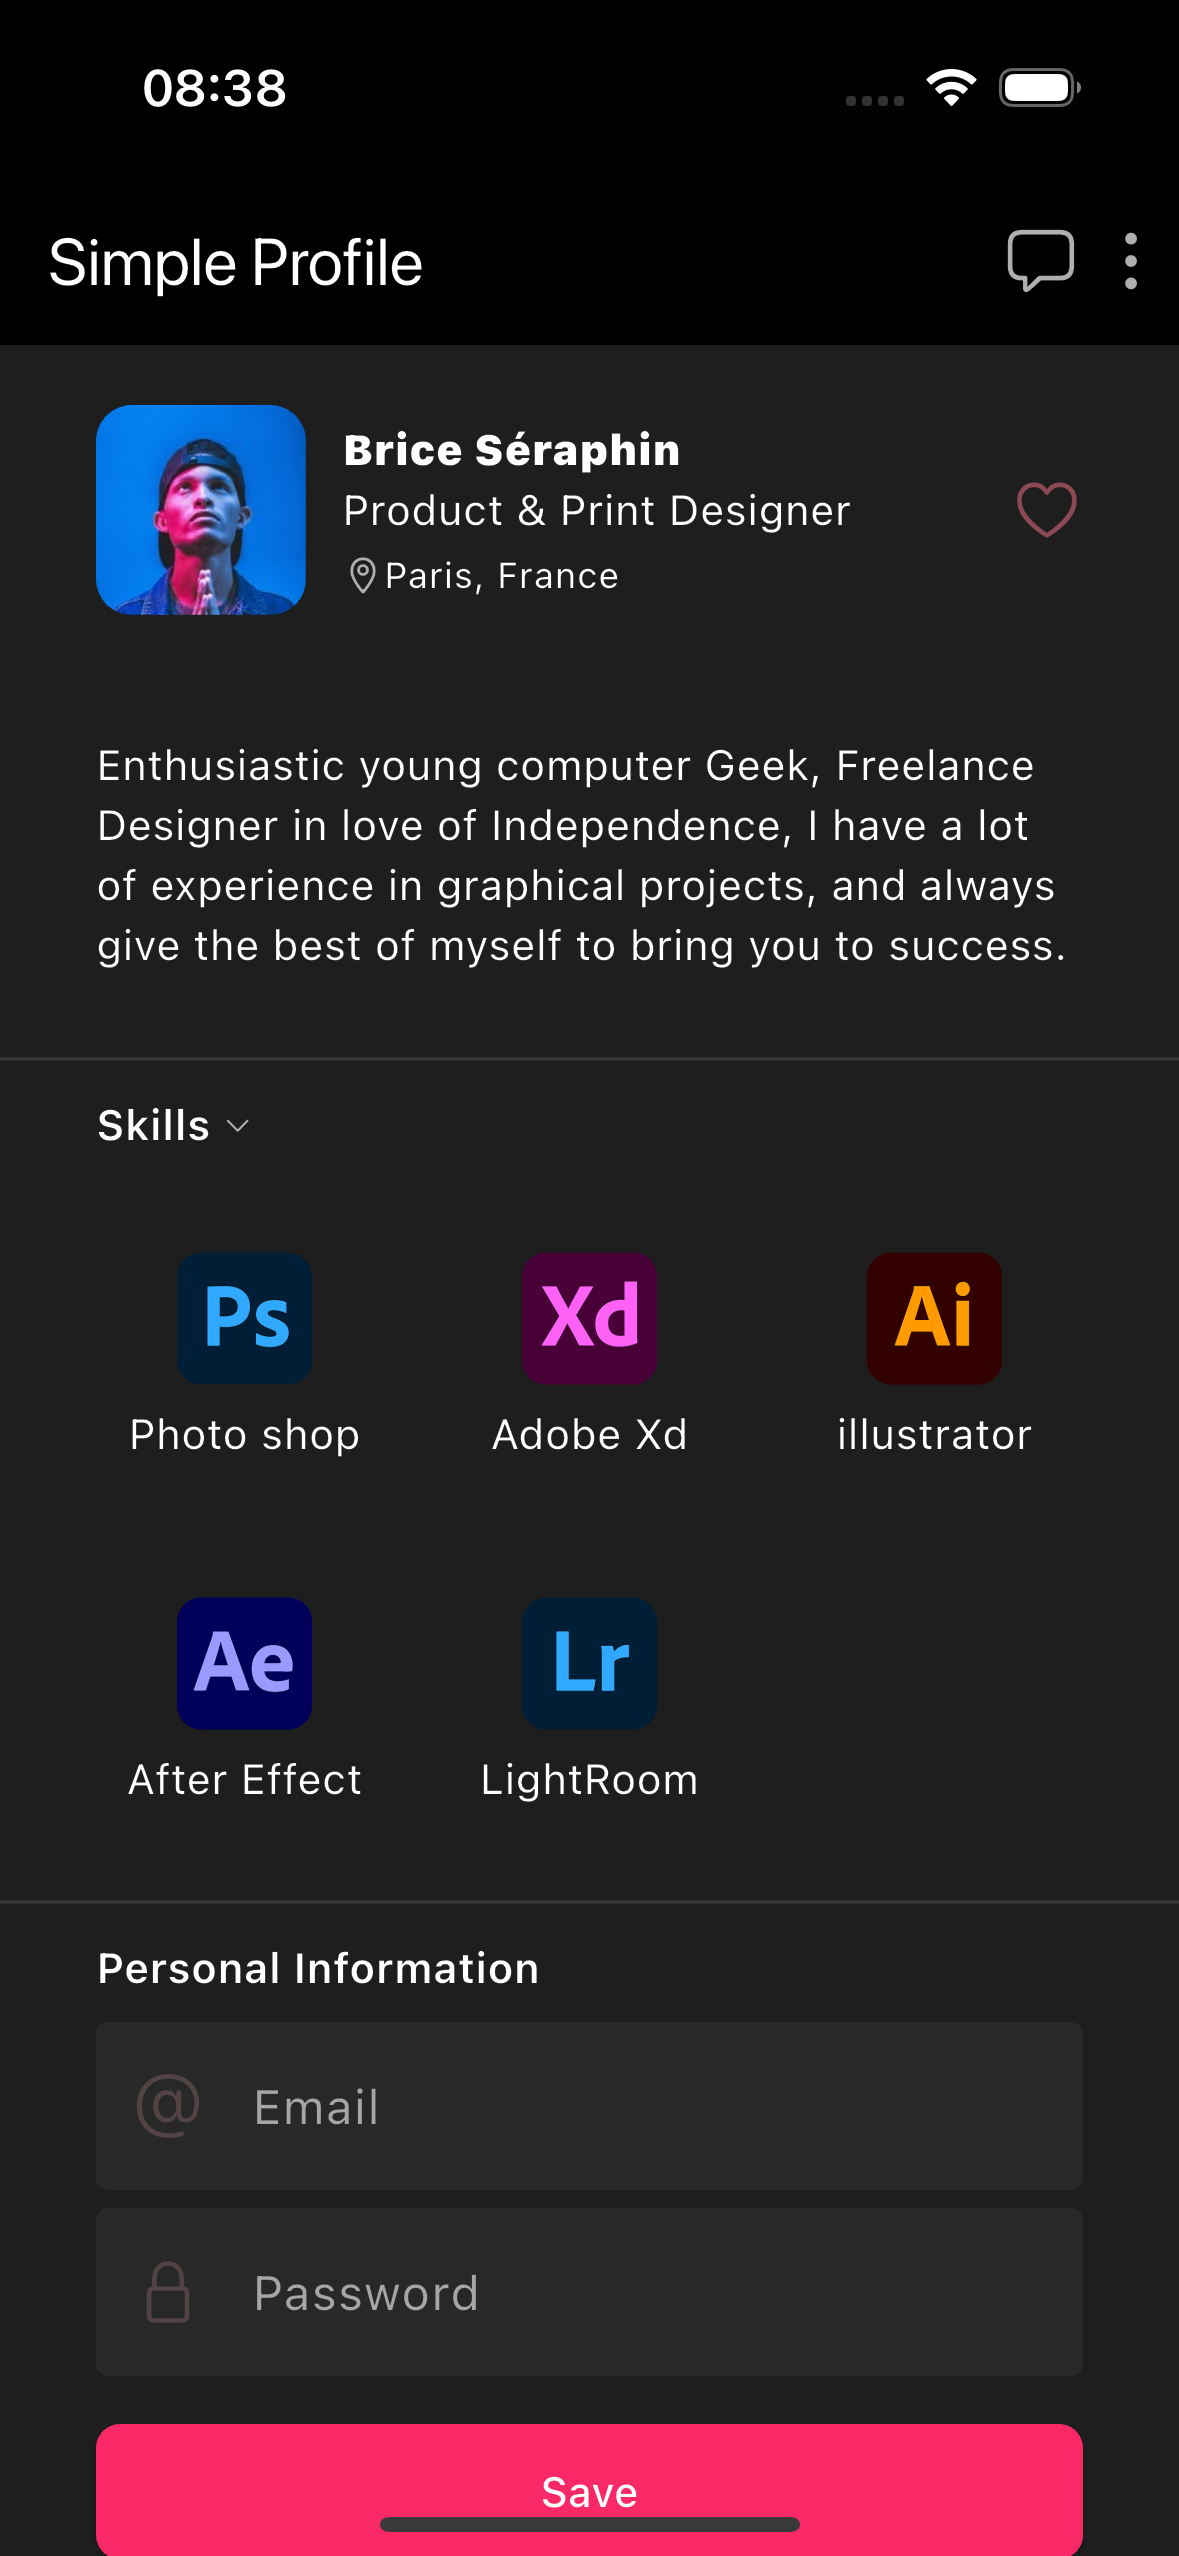 08:38
Simple Profile
Brice Séraphin
Product & Print Designer
Paris, France
Enthusiastic young computer Geek, Freelance
Designer in love of Independence, I have a lot
of experience in graphical projects, and always
give the best of myself to bring you to success.
Skills
Ps Xd Ai
Photo shop Adobe Xd illustrator
Ae Lr
After Effect LightRoom
Personal Information
@ Email
Password
Save